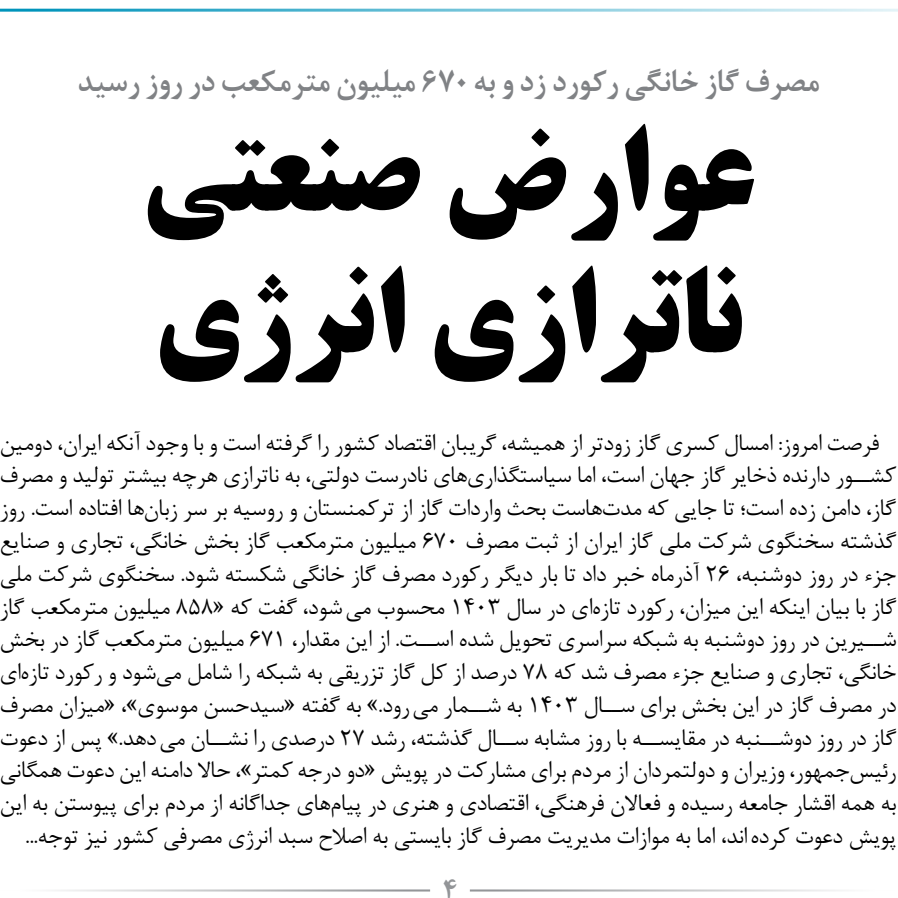 مصرف گاز خانگی رکورد زد و به ۶۷۰ میلیون مترمکعب در روز رسید
عوارض صنعتی
ناترازی انرژی
فرصت امروز: امسال کسری گاز زودتر از همیشه، گریبان اقتصاد کشور را گرفته است و با وجود آنکه ایران، دومین
کشــور دارنده ذخایر گاز جهان است، اما سیاستگذاری‌های نادرست دولتی، به ناترازی هرچه بیشتر تولید و مصرف
گاز، دامن زده است؛ تا جایی که مدت‌هاست بحث واردات گاز از ترکمنستان و روسیه بر سر زبان‌ها افتاده است. روز
گذشته سخنگوی شرکت ملی گاز ایران از ثبت مصرف ۶۷۰ میلیون مترمکعب گاز بخش خانگی، تجاری و صنایع
جزء در روز دوشنبه، ۲۶ آذرماه خبر داد تا بار دیگر رکورد مصرف گاز خانگی شکسته شود. سخنگوی شرکت ملی
گاز با بیان اینکه این میزان، رکورد تازه‌ای در سال ۱۴۰۳ محسوب می‌شود، گفت که «۸۵۸ میلیون مترمکعب گاز
شــیرین در روز دوشنبه به شبکه سراسری تحویل شده اســت. از این مقدار، ۶۷۱ میلیون مترمکعب گاز در بخش
خانگی، تجاری و صنایع جزء مصرف شد که ۷۸ درصد از کل گاز تزریقی به شبکه را شامل می‌شود و رکورد تازه‌ای
در مصرف گاز در این بخش برای ســال ۱۴۰۳ به شــمار می‌رود.» به گفته «سیدحسن موسوی»، «میزان مصرف
گاز در روز دوشــنبه در مقایســه با روز مشابه ســال گذشته، رشد ۲۷ درصدی را نشــان می‌دهد.» پس از دعوت
رئیس‌جمهور، وزیران و دولتمردان از مردم برای مشارکت در پویش «دو درجه کمتر»، حالا دامنه این دعوت همگانی
به همه اقشار جامعه رسیده و فعالان فرهنگی، اقتصادی و هنری در پیام‌های جداگانه از مردم برای پیوستن به این
پویش دعوت کرده‌اند، اما به موازات مدیریت مصرف گاز بایستی به اصلاح سبد انرژی مصرفی کشور نیز توجه...
۴